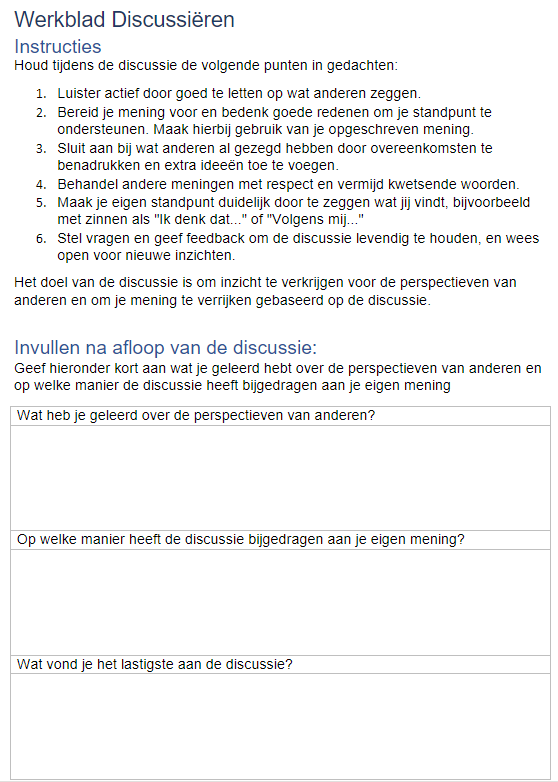 Werkblad Discussiëren
Instructies
Houd tijdens de discussie de volgende punten in gedachten:
1. Luister actief door goed te letten op wat anderen zeggen.
2. Bereid je mening voor en bedenk goede redenen om je standpunt te
ondersteunen. Maak hierbij gebruik van je opgeschreven mening.
3. Sluit aan bij wat anderen al gezegd hebben door overeenkomsten te
benadrukken en extra ideeën toe te voegen.
4. Behandel andere meningen met respect en vermijd kwetsende woorden.
5. Maak je eigen standpunt duidelijk door te zeggen wat jij vindt, bijvoorbeeld
met zinnen als "Ik denk dat..." of "Volgens mij..."
6. Stel vragen en geef feedback om de discussie levendig te houden, en wees
open voor nieuwe inzichten.
Het doel van de discussie is om inzicht te verkrijgen voor de perspectieven van
anderen en om je mening te verrijken gebaseerd op de discussie.
Invullen na afloop van de discussie:
Geef hieronder kort aan wat je geleerd hebt over de perspectieven van anderen en
op welke manier de discussie heeft bijgedragen aan je eigen mening
Wat heb je geleerd over de perspectieven van anderen?
Op welke manier heeft de discussie bijgedragen aan je eigen mening?
Wat vond je het lastigste aan de discussie?